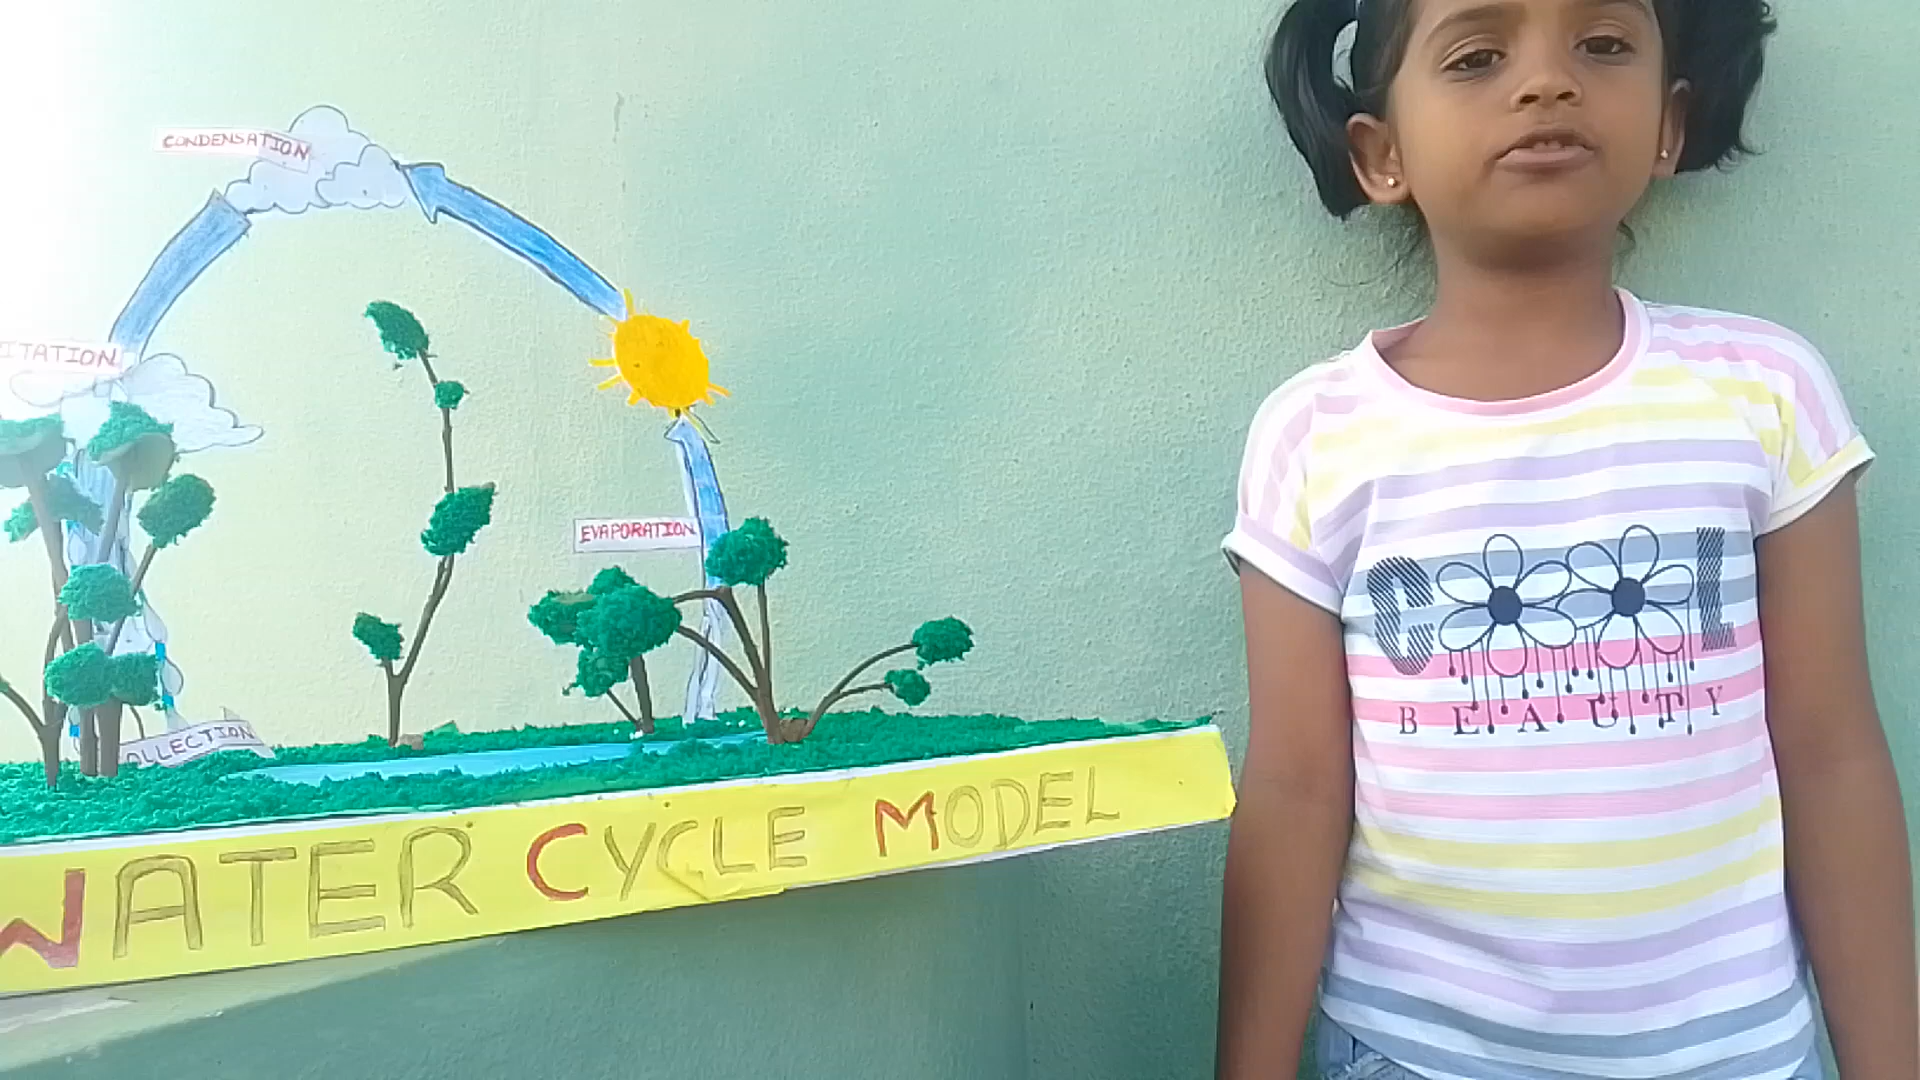 CONDENSATION
ITATION
EVAPORATION
OLLECTION
WATER CYCLE MODEL
COOL
BEAUTY